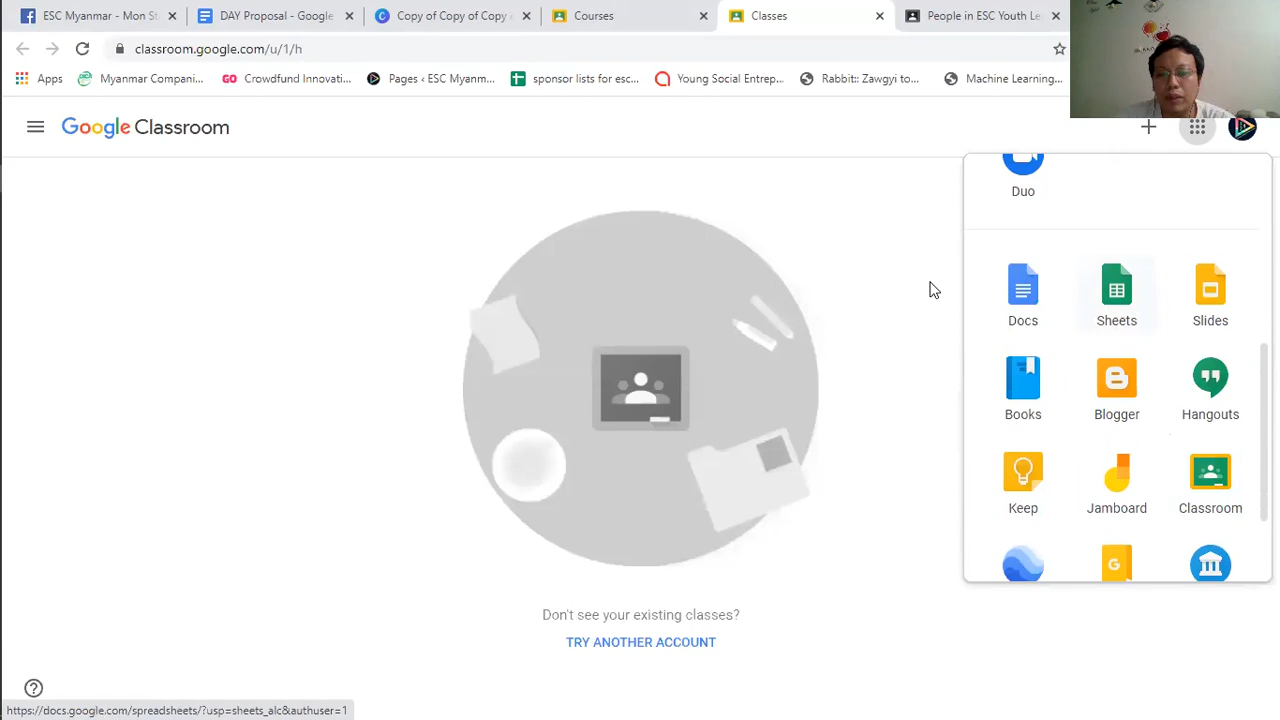 ESC Myanmar - Mon St
DAY Proposal - Google
Copy of Copy of Copy
Courses
Classes
People in ESC Youth Le
classroom.google.com/u/1/h
Apps
Myanmar Compani...
GO
Crowdfund Innovati...
Pages ‹ ESC Myanm...
sponsor lists for esc...
Young Social Entrep...
Rabbit:: Zawgyi to...
Machine Learning...
Google Classroom
Duo
Docs
Sheets
Slides
Books
Blogger
Hangouts
Keep
Jamboard
Classroom
G
Don't see your existing classes?
TRY ANOTHER ACCOUNT
https://docs.google.com/spreadsheets/?usp=sheets_alc&authuser=1